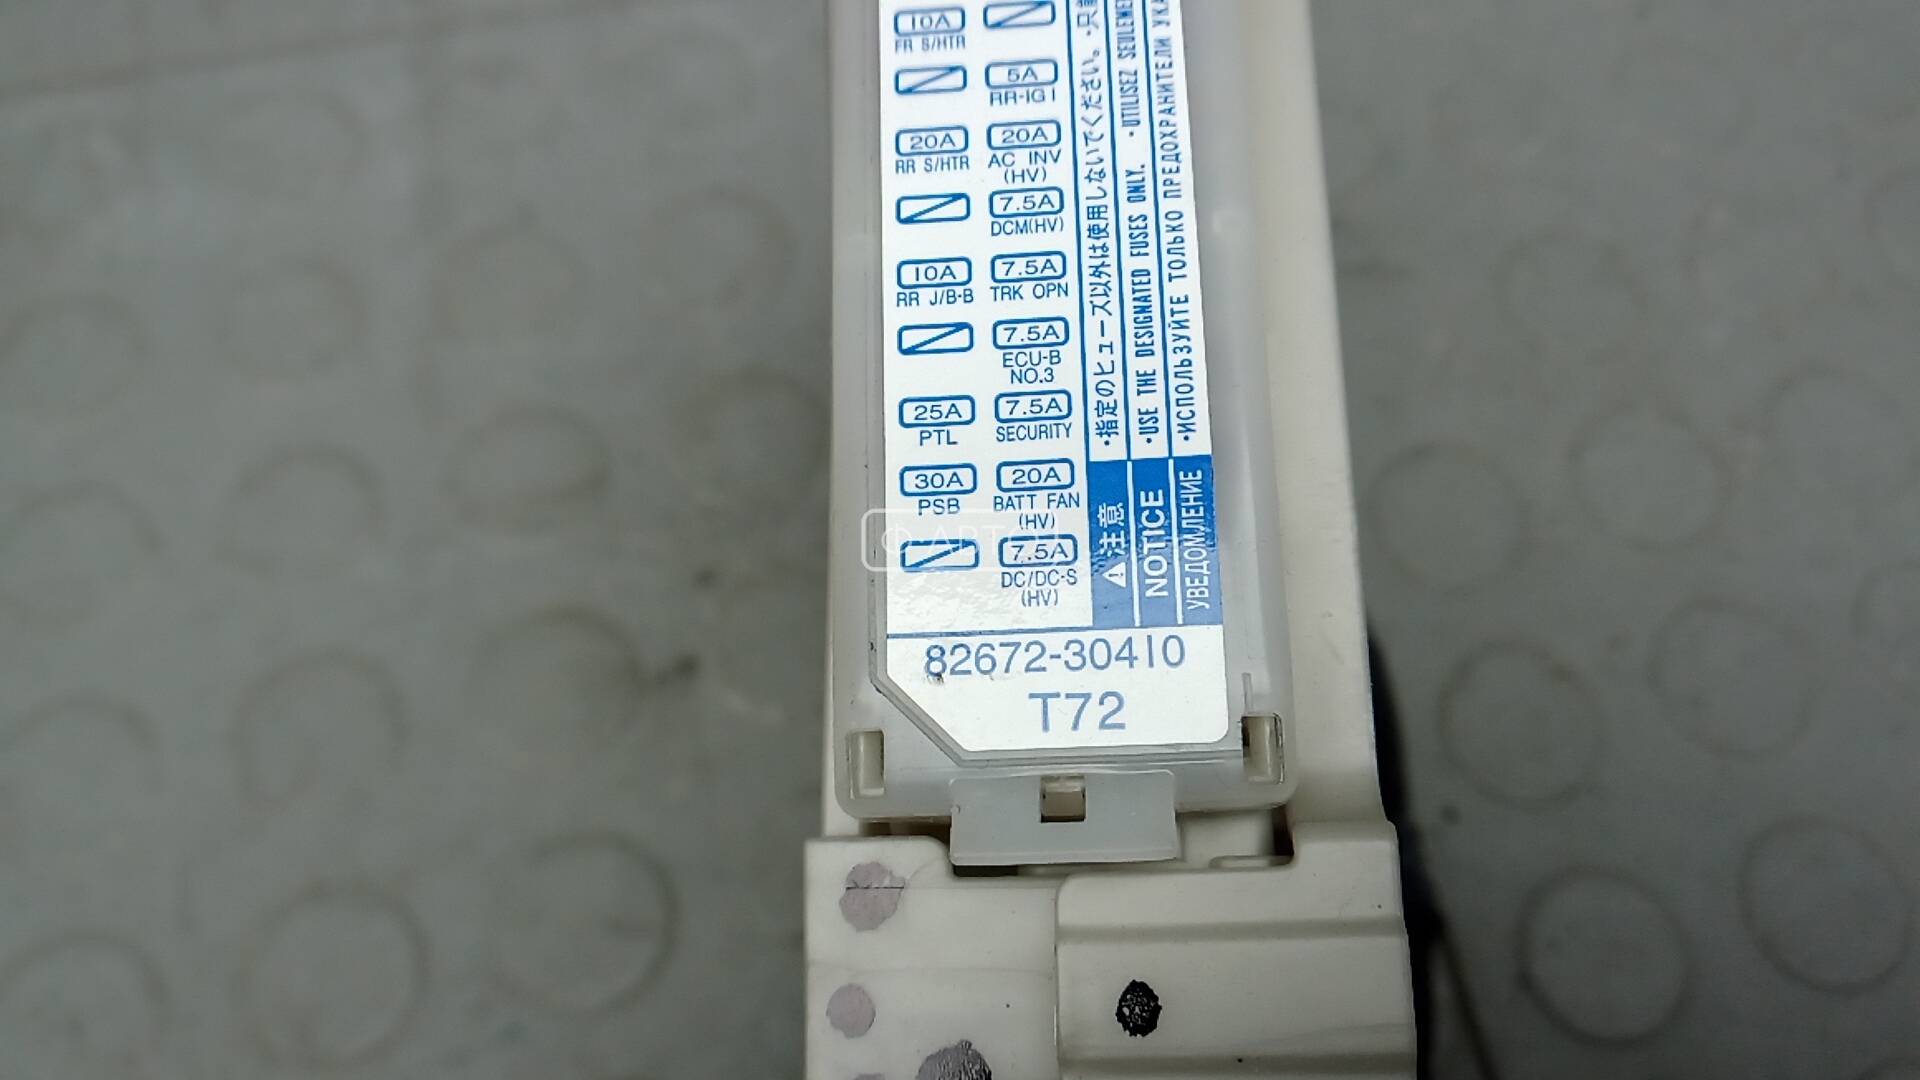 10A
FR S/HTR
5A
RR-IG1
20A
RR S/HTR
20A
AC INV
(HV)
7.5A
DCM(HV)
10A
RR J/B-B
7.5A
TRK OPN
7.5A
ECU-B
NO.3
25A
PTL
7.5A
SECURITY
30A
PSB
20A
BATT FAN
(HV)
7.5A
DC/DC-S
(HV)
注意
・指定のヒューズ以外は使用しないでください。
NOTICE
・USE THE DESIGNATED FUSES ONLY. ・UTILISEZ
УВЕДОМЛЕНИЕ
・ИСПОЛЬЗУЙТЕ ТОЛЬКО ПРЕДОХРАНИТЕЛИ
82672-30410
T72